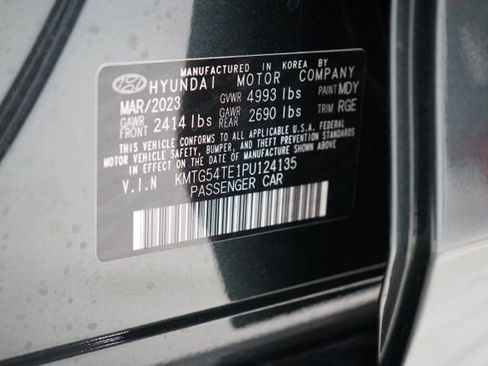 MANUFACTURED IN KOREA BY
HYUNDAI MOTOR COMPANY
MAR/2023 GVWR 4993 lbs PAINT MDY
GAWR FRONT 2414 lbs GAWR REAR 2690 lbs TRIM RGE
THIS VEHICLE CONFORMS TO ALL APPLICABLE U.S.A. FEDERAL
MOTOR VEHICLE SAFETY, BUMPER, AND THEFT PREVENTION STANDARDS
IN EFFECT ON THE DATE OF MANUFACTURE SHOWN ABOVE.
V.I.N KMTG54TE1PU124135
PASSENGER CAR